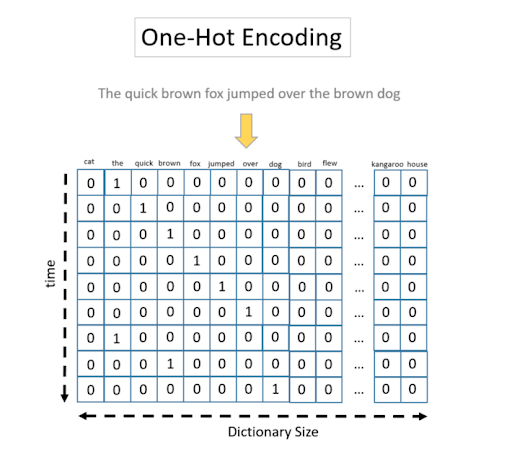 One-Hot Encoding
The quick brown fox jumped over the brown dog
cat the quick brown fox jumped over dog bird flew kangaroo house
0 1 0 0 0 0 0 0 0 0 ... 0 0
0 0 1 0 0 0 0 0 0 0 ... 0 0
0 0 0 1 0 0 0 0 0 0 ... 0 0
0 0 0 0 1 0 0 0 0 0 ... 0 0
0 0 0 0 0 1 0 0 0 0 ... 0 0
0 0 0 0 0 0 1 0 0 0 ... 0 0
0 1 0 0 0 0 0 0 0 0 ... 0 0
0 0 0 1 0 0 0 0 0 0 ... 0 0
0 0 0 0 0 0 0 1 0 0 ... 0 0
time
Dictionary Size